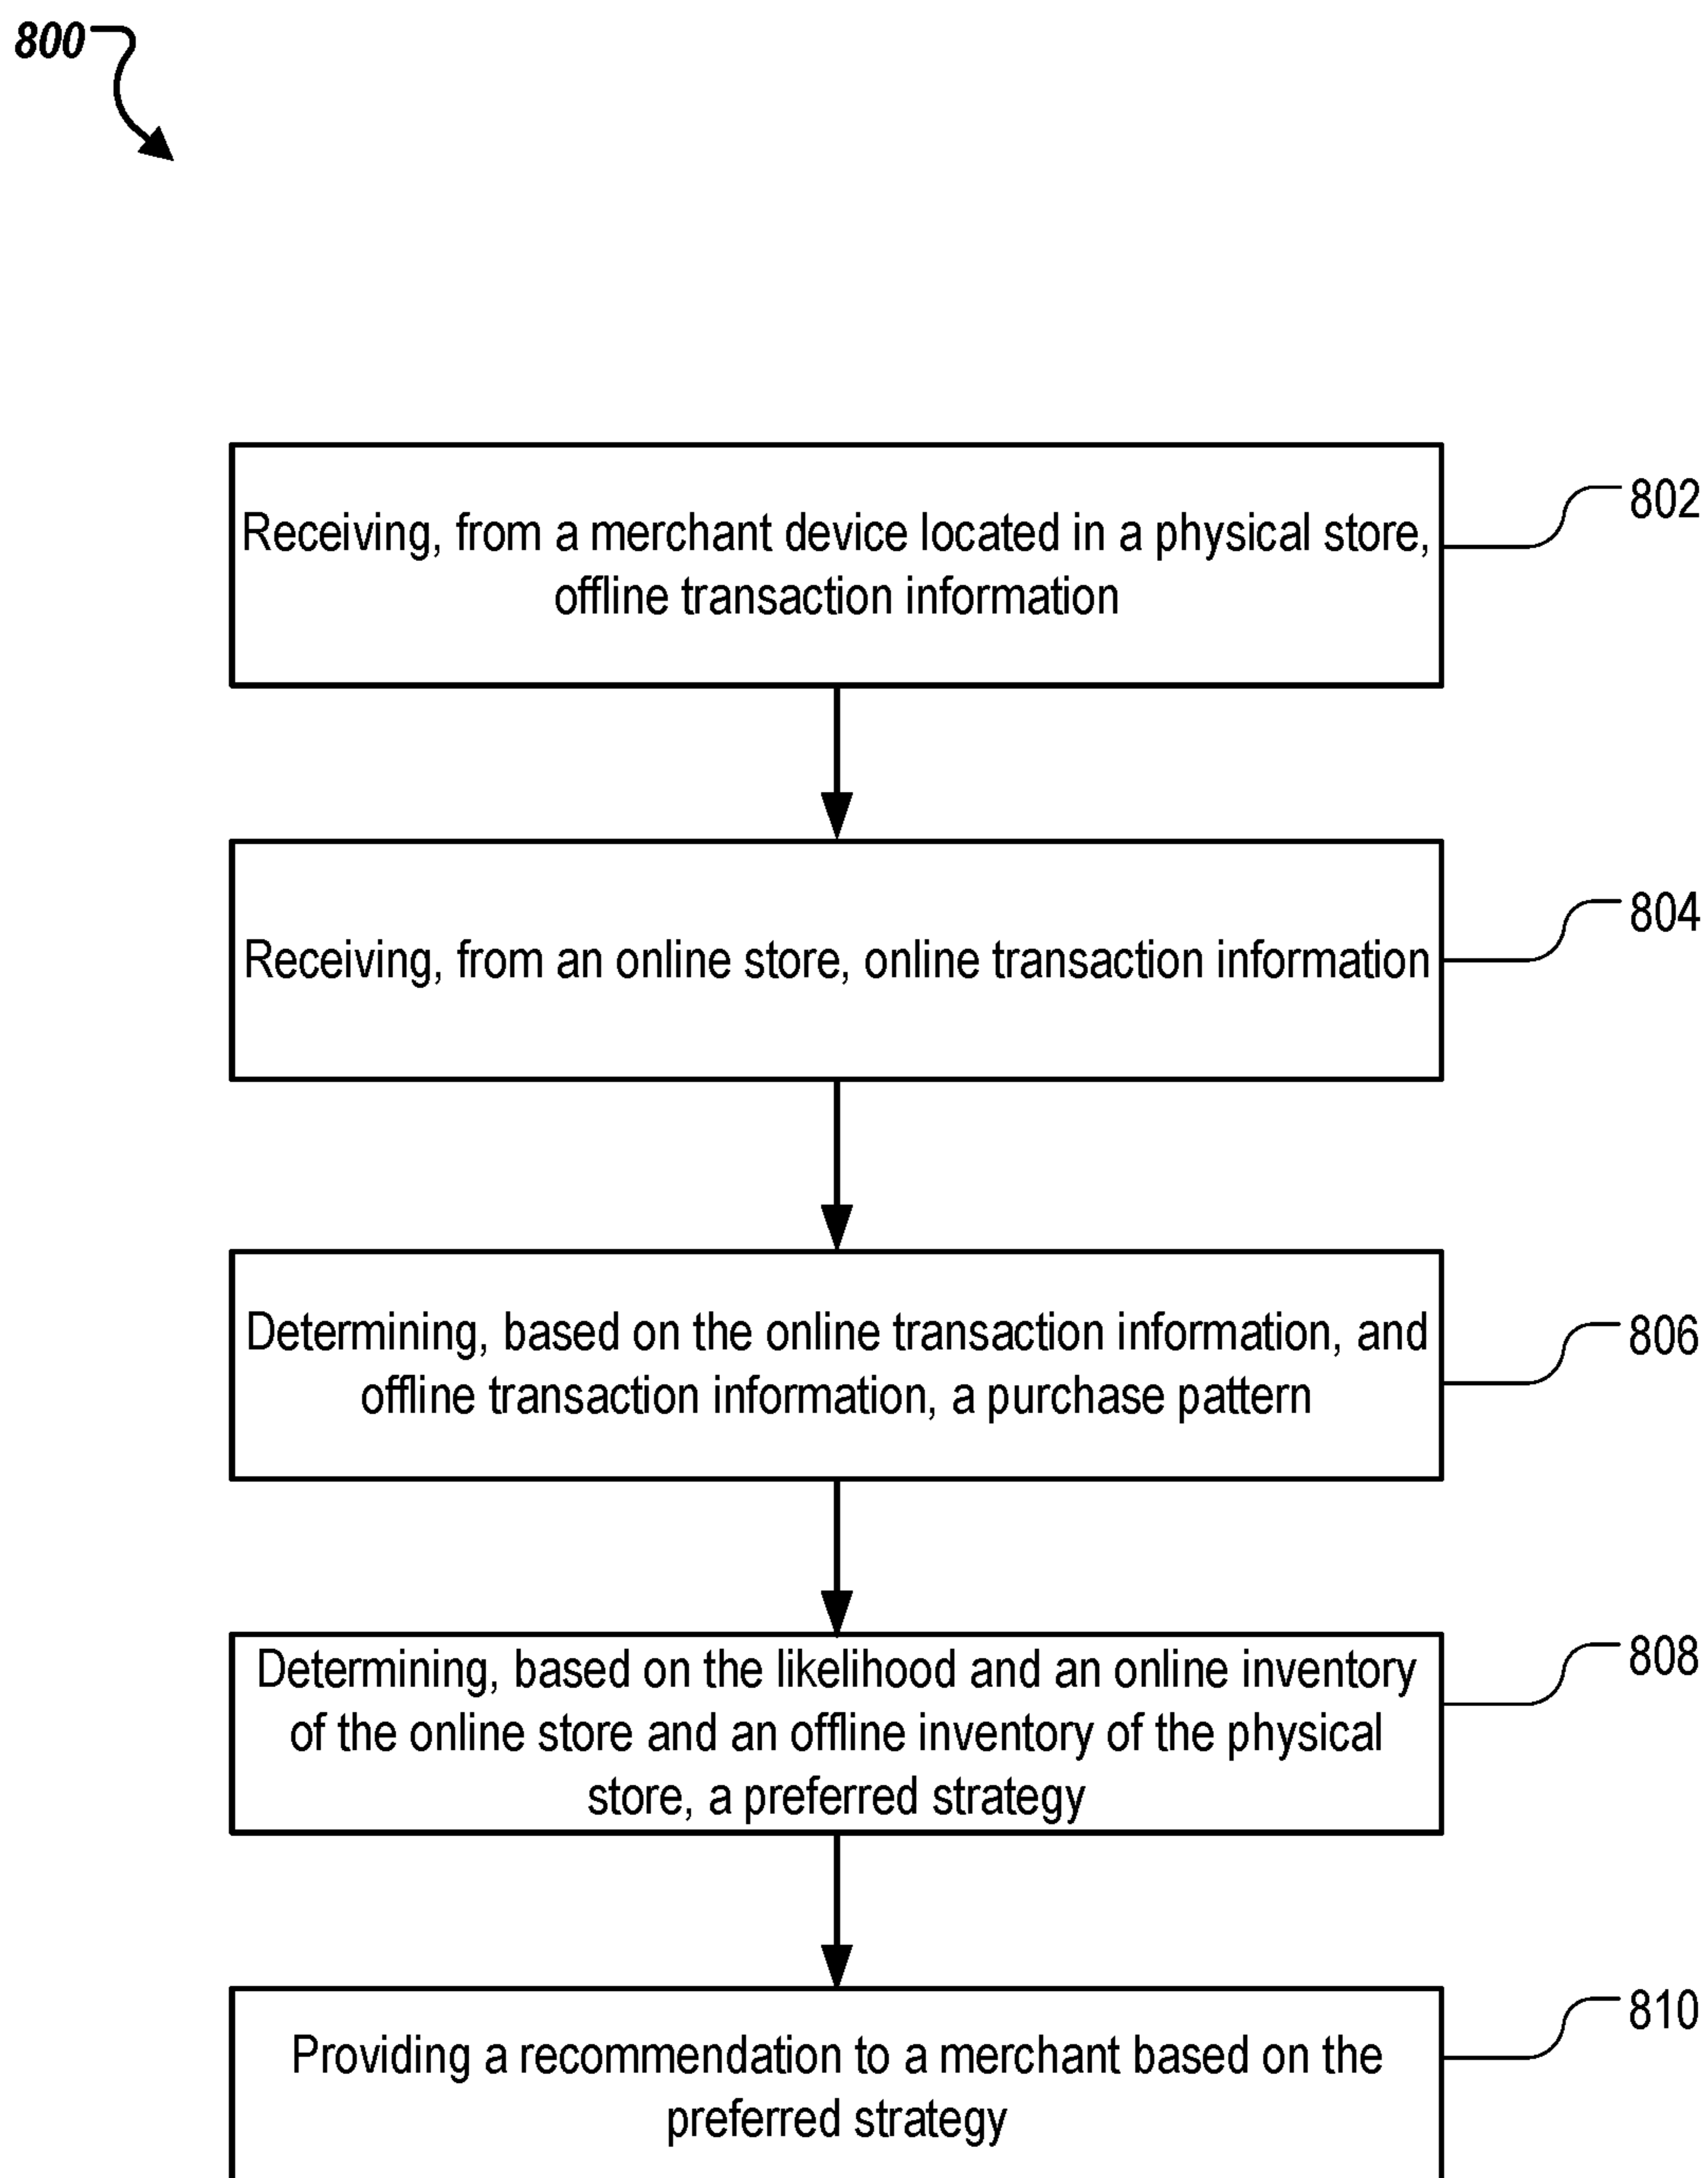 800
Receiving, from a merchant device located in a physical store,
offline transaction information
802
Receiving, from an online store, online transaction information
804
Determining, based on the online transaction information, and
offline transaction information, a purchase pattern
806
Determining, based on the likelihood and an online inventory
of the online store and an offline inventory of the physical
store, a preferred strategy
808
Providing a recommendation to a merchant based on the
preferred strategy
810